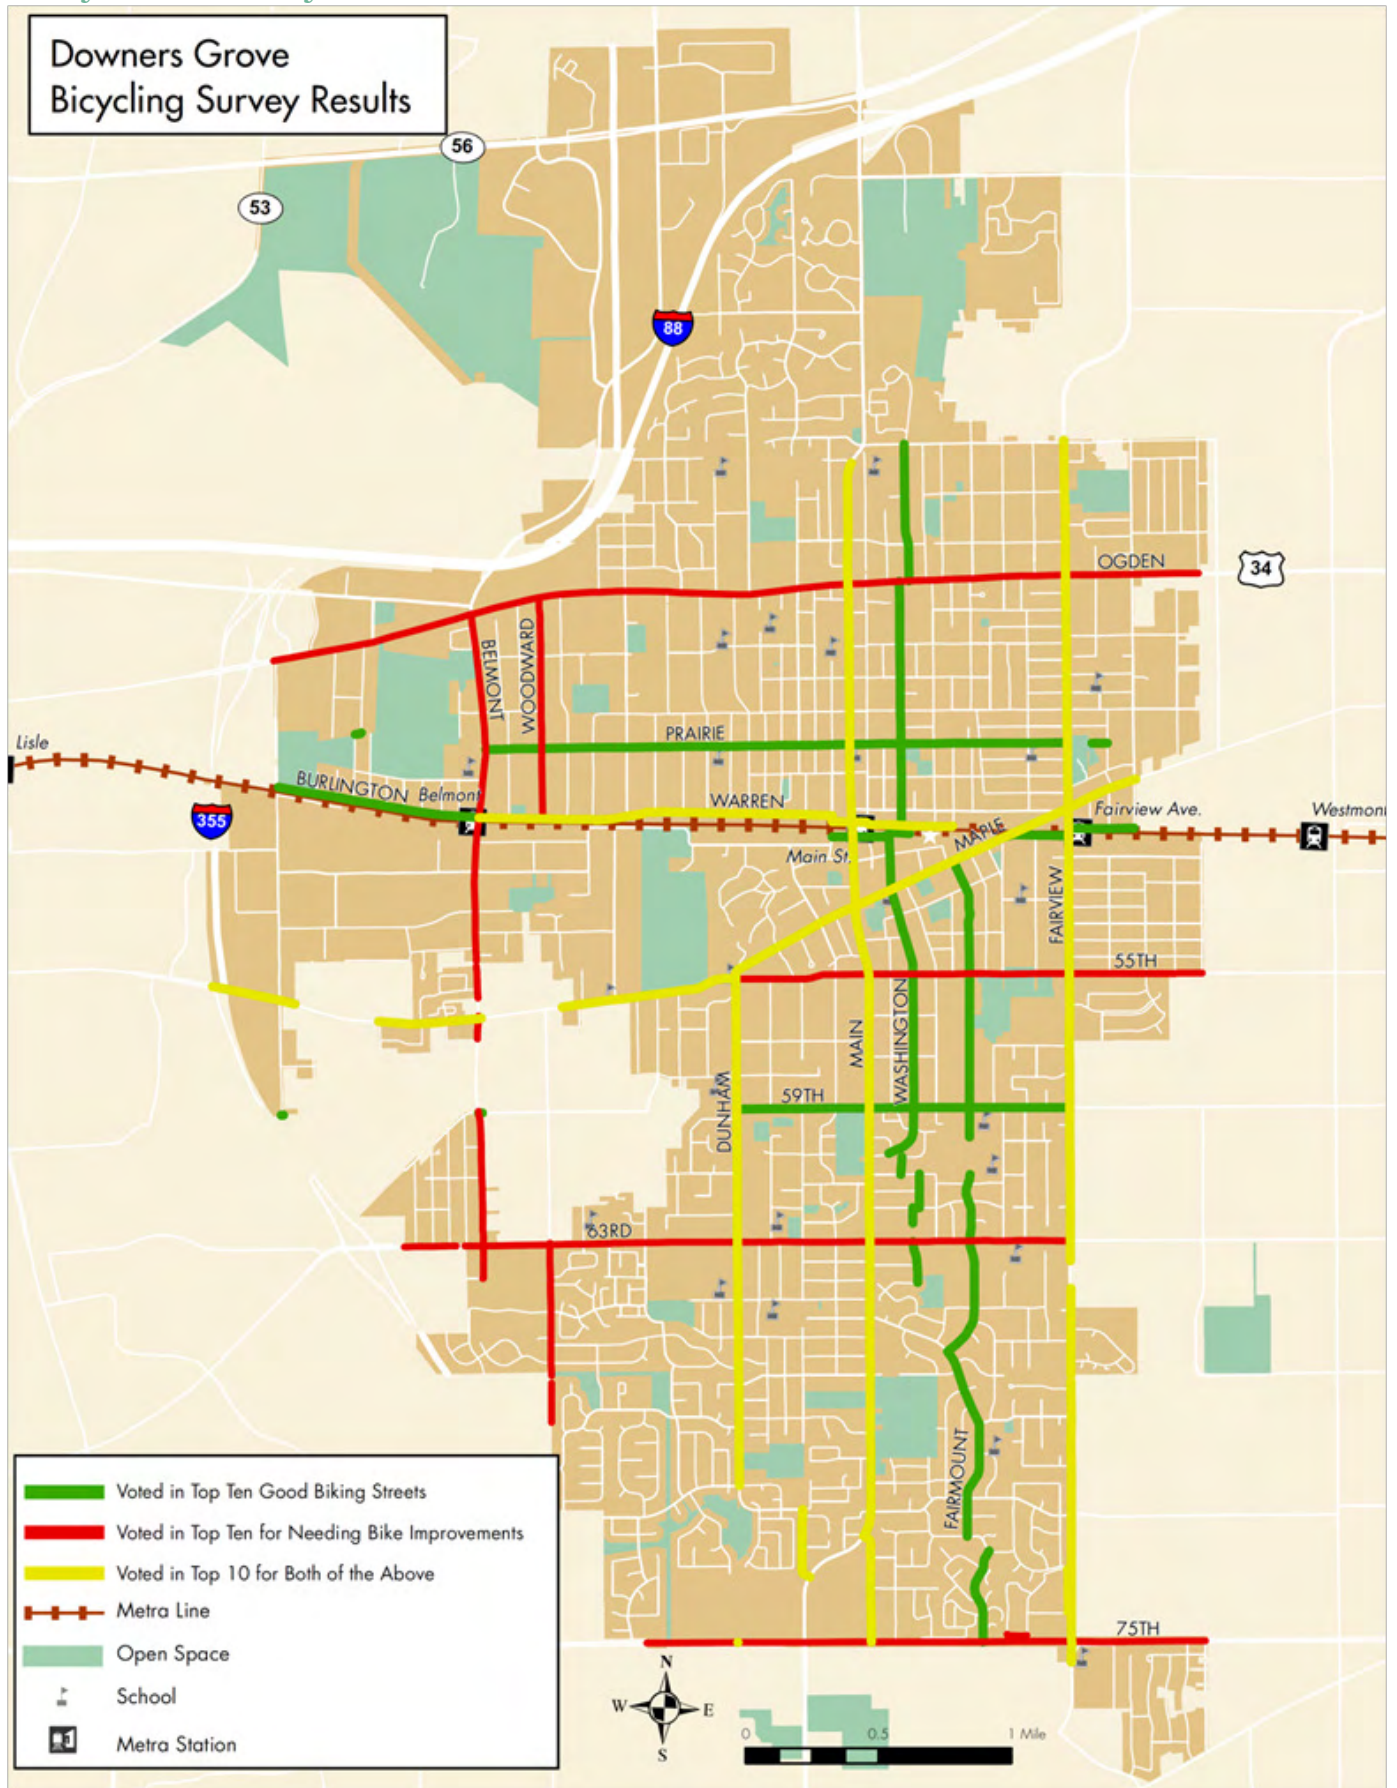 Downers Grove
Bicycling Survey Results
56
53
88
OGDEN
34
BELMONT
WOODWARD
PRAIRIE
Lisle
BURLINGTON
Belmont
WARREN
Fairview Ave.
Westmont
355
MAPLE
Main St.
FAIRVIEW
55TH
WASHINGTON
MAIN
DUNHAM
59TH
63RD
FAIRMOUNT
Voted in Top Ten Good Biking Streets
Voted in Top Ten for Needing Bike Improvements
Voted in Top 10 for Both of the Above
Metra Line
Open Space
School
Metra Station
75TH
N
W
E
S
0
0.5
1 Mile